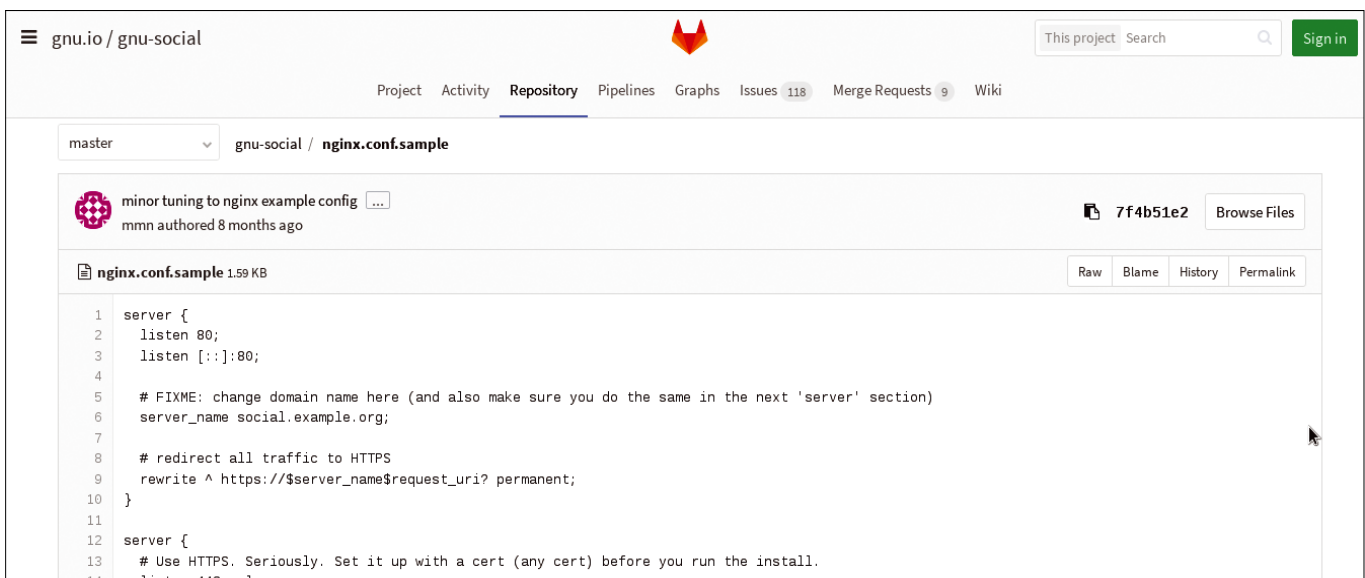 gnu.io / gnu-social
This project Search
Sign in
Project Activity Repository Pipelines Graphs Issues 118 Merge Requests 9 Wiki
master
gnu-social / nginx.conf.sample
minor tuning to nginx example config ...
mmn authored 8 months ago
7f4b51e2 Browse Files
nginx.conf.sample 1.59 KB
Raw Blame History Permalink
1 server {
2 listen 80;
3 listen [::]:80;
4
5 # FIXME: change domain name here (and also make sure you do the same in the next 'server' section)
6 server_name social.example.org;
7
8 # redirect all traffic to HTTPS
9 rewrite ^ https://$server_name$request_uri? permanent;
10 }
11
12 server {
13 # Use HTTPS. Seriously. Set it up with a cert (any cert) before you run the install.